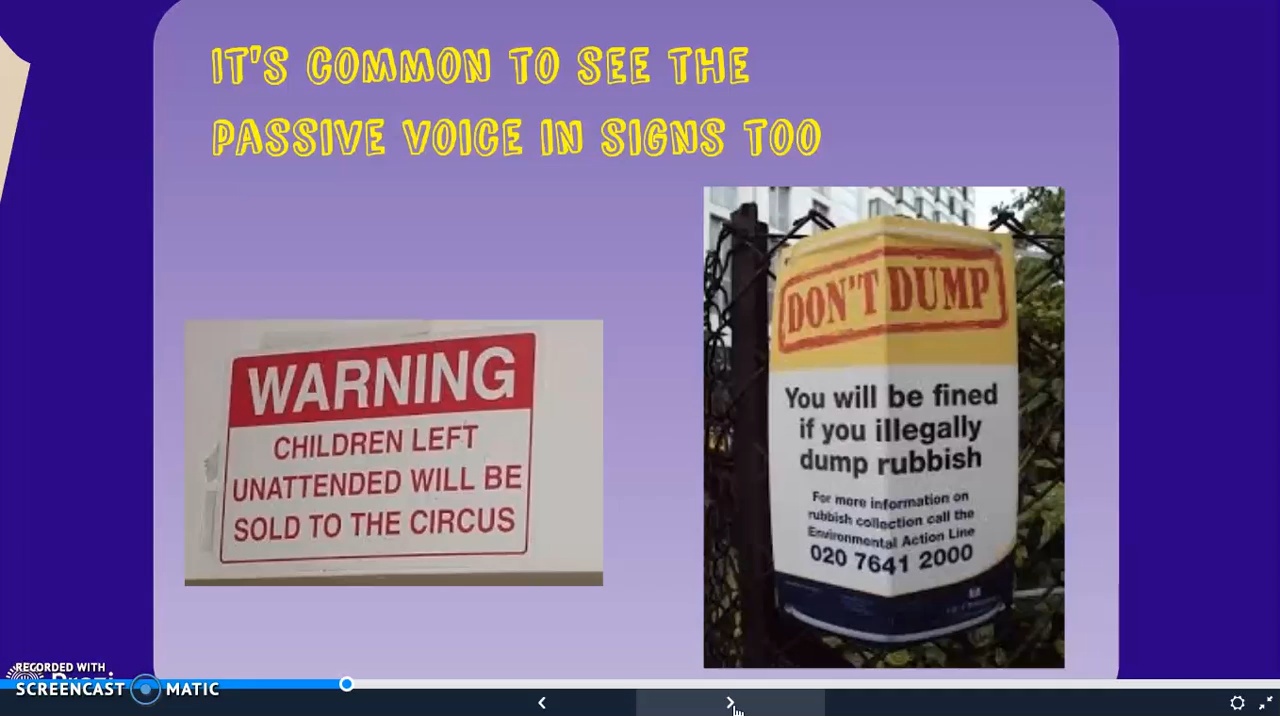 IT'S COMMON TO SEE THE
PASSIVE VOICE IN SIGNS TOO
WARNING
CHILDREN LEFT
UNATTENDED WILL BE
SOLD TO THE CIRCUS
DON'T DUMP
You will be fined
if you illegally
dump rubbish
For more information on
rubbish collection call the
Environmental Action Line
020 7641 2000
RECORDED WITH
SCREENCAST MATIC